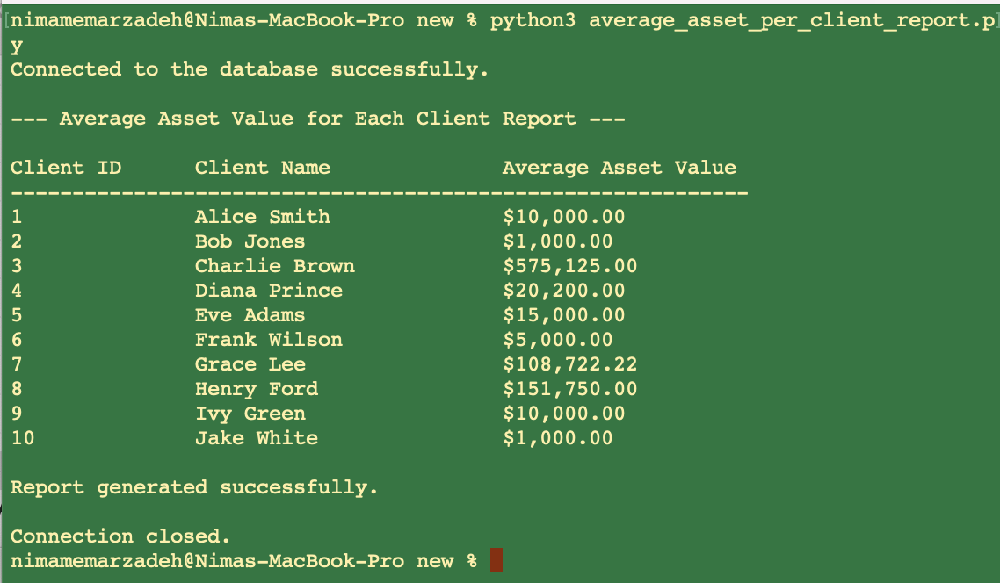 [nimamemarzadeh@Nimas-MacBook-Pro new % python3 average_asset_per_client_report.p]
y
Connected to the database successfully.
--- Average Asset Value for Each Client Report ---
Client ID Client Name Average Asset Value
------------------------------------------------------------
1 Alice Smith $10,000.00
2 Bob Jones $1,000.00
3 Charlie Brown $575,125.00
4 Diana Prince $20,200.00
5 Eve Adams $15,000.00
6 Frank Wilson $5,000.00
7 Grace Lee $108,722.22
8 Henry Ford $151,750.00
9 Ivy Green $10,000.00
10 Jake White $1,000.00
Report generated successfully.
Connection closed.
nimamemarzadeh@Nimas-MacBook-Pro new %